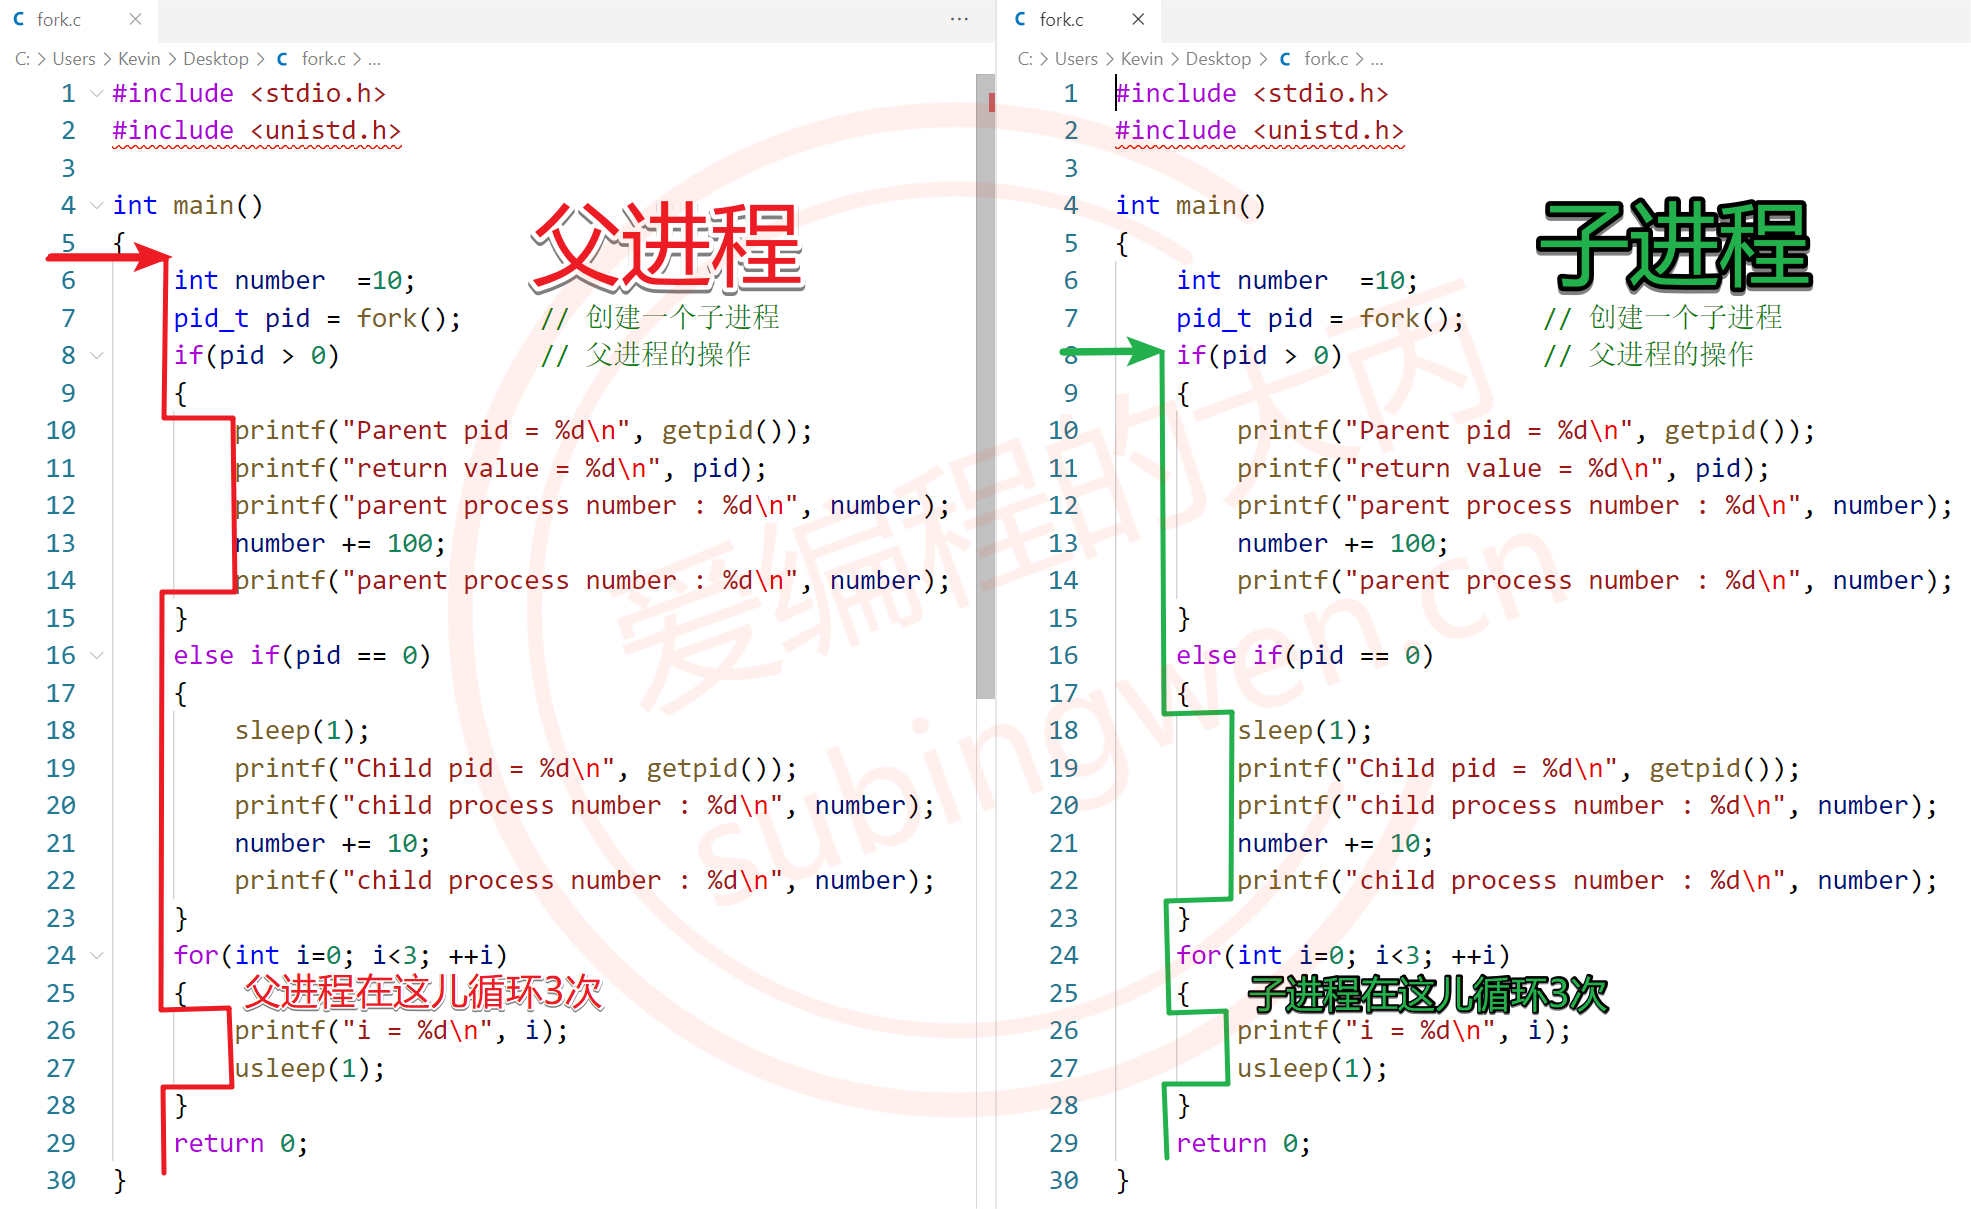 fork.c
C: > Users > Kevin > Desktop > C fork.c > ...
1 #include <stdio.h>
2 #include <unistd.h>
3
4 int main()
5 {
父进程
6 int number  =10;
7 pid_t pid = fork();     // 创建一个子进程
8 if(pid > 0)             // 父进程的操作
9 {
10 printf("Parent pid = %d\n", getpid());
11 printf("return value = %d\n", pid);
12 printf("parent process number : %d\n", number);
13 number += 100;
14 printf("parent process number : %d\n", number);
15 }
16 else if(pid == 0)
17 {
18 sleep(1);
19 printf("Child pid = %d\n", getpid());
20 printf("child process number : %d\n", number);
21 number += 10;
22 printf("child process number : %d\n", number);
23 }
24 for(int i=0; i<3; ++i)
25 { 父进程在这儿循环3次
26 printf("i = %d\n", i);
27 usleep(1);
28 }
29 return 0;
30 }
fork.c
C: > Users > Kevin > Desktop > C fork.c > ...
1 #include <stdio.h>
2 #include <unistd.h>
3
4 int main()
5 {
子进程
6 int number  =10;
7 pid_t pid = fork();     // 创建一个子进程
8 if(pid > 0)             // 父进程的操作
9 {
10 printf("Parent pid = %d\n", getpid());
11 printf("return value = %d\n", pid);
12 printf("parent process number : %d\n", number);
13 number += 100;
14 printf("parent process number : %d\n", number);
15 }
16 else if(pid == 0)
17 {
18 sleep(1);
19 printf("Child pid = %d\n", getpid());
20 printf("child process number : %d\n", number);
21 number += 10;
22 printf("child process number : %d\n", number);
23 }
24 for(int i=0; i<3; ++i)
25 { 子进程在这儿循环3次
26 printf("i = %d\n", i);
27 usleep(1);
28 }
29 return 0;
30 }
爱编程的大丙
subingwen.cn